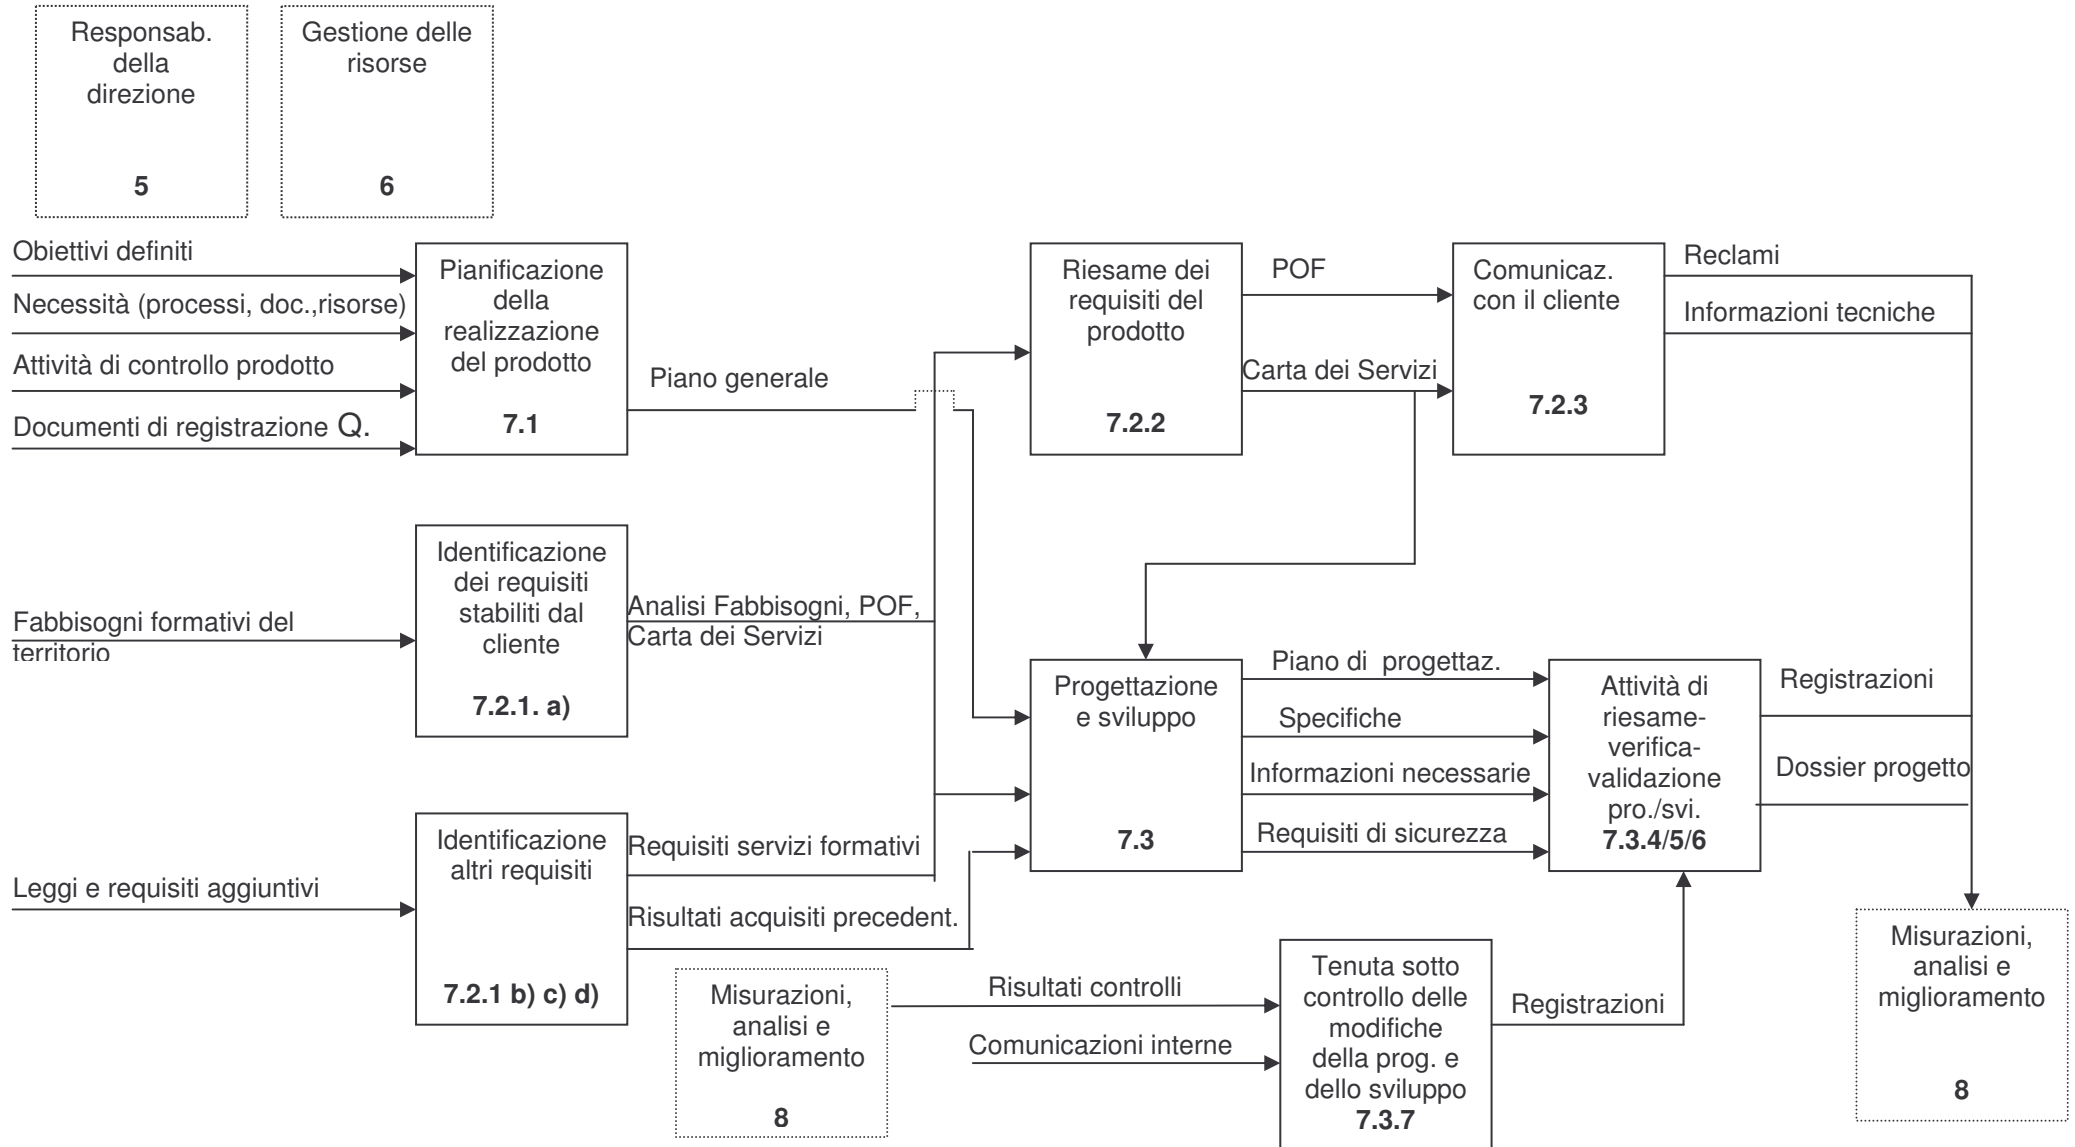 Responsab.
della
direzione
5
Gestione delle
risorse
6
Obiettivi definiti
Necessità (processi, doc.,risorse)
Attività di controllo prodotto
Documenti di registrazione Q.
Pianificazione
della
realizzazione
del prodotto
7.1
Piano generale
Riesame dei
requisiti del
prodotto
7.2.2
POF
Carta dei Servizi
Comunicaz.
con il cliente
7.2.3
Reclami
Informazioni tecniche
Fabbisogni formativi del
territorio
Identificazione
dei requisiti
stabiliti dal
cliente
7.2.1. a)
Analisi Fabbisogni, POF,
Carta dei Servizi
Progettazione
e sviluppo
7.3
Piano di  progettaz.
Specifiche
Informazioni necessarie
Requisiti di sicurezza
Attività di
riesame-
verifica-
validazione
pro./svi.
7.3.4/5/6
Registrazioni
Dossier progetto
Leggi e requisiti aggiuntivi
Identificazione
altri requisiti
7.2.1 b) c) d)
Requisiti servizi formativi
Risultati acquisiti precedent.
Misurazioni,
analisi e
miglioramento
8
Risultati controlli
Comunicazioni interne
Tenuta sotto
controllo delle
modifiche
della prog. e
dello sviluppo
7.3.7
Registrazioni
Misurazioni,
analisi e
miglioramento
8